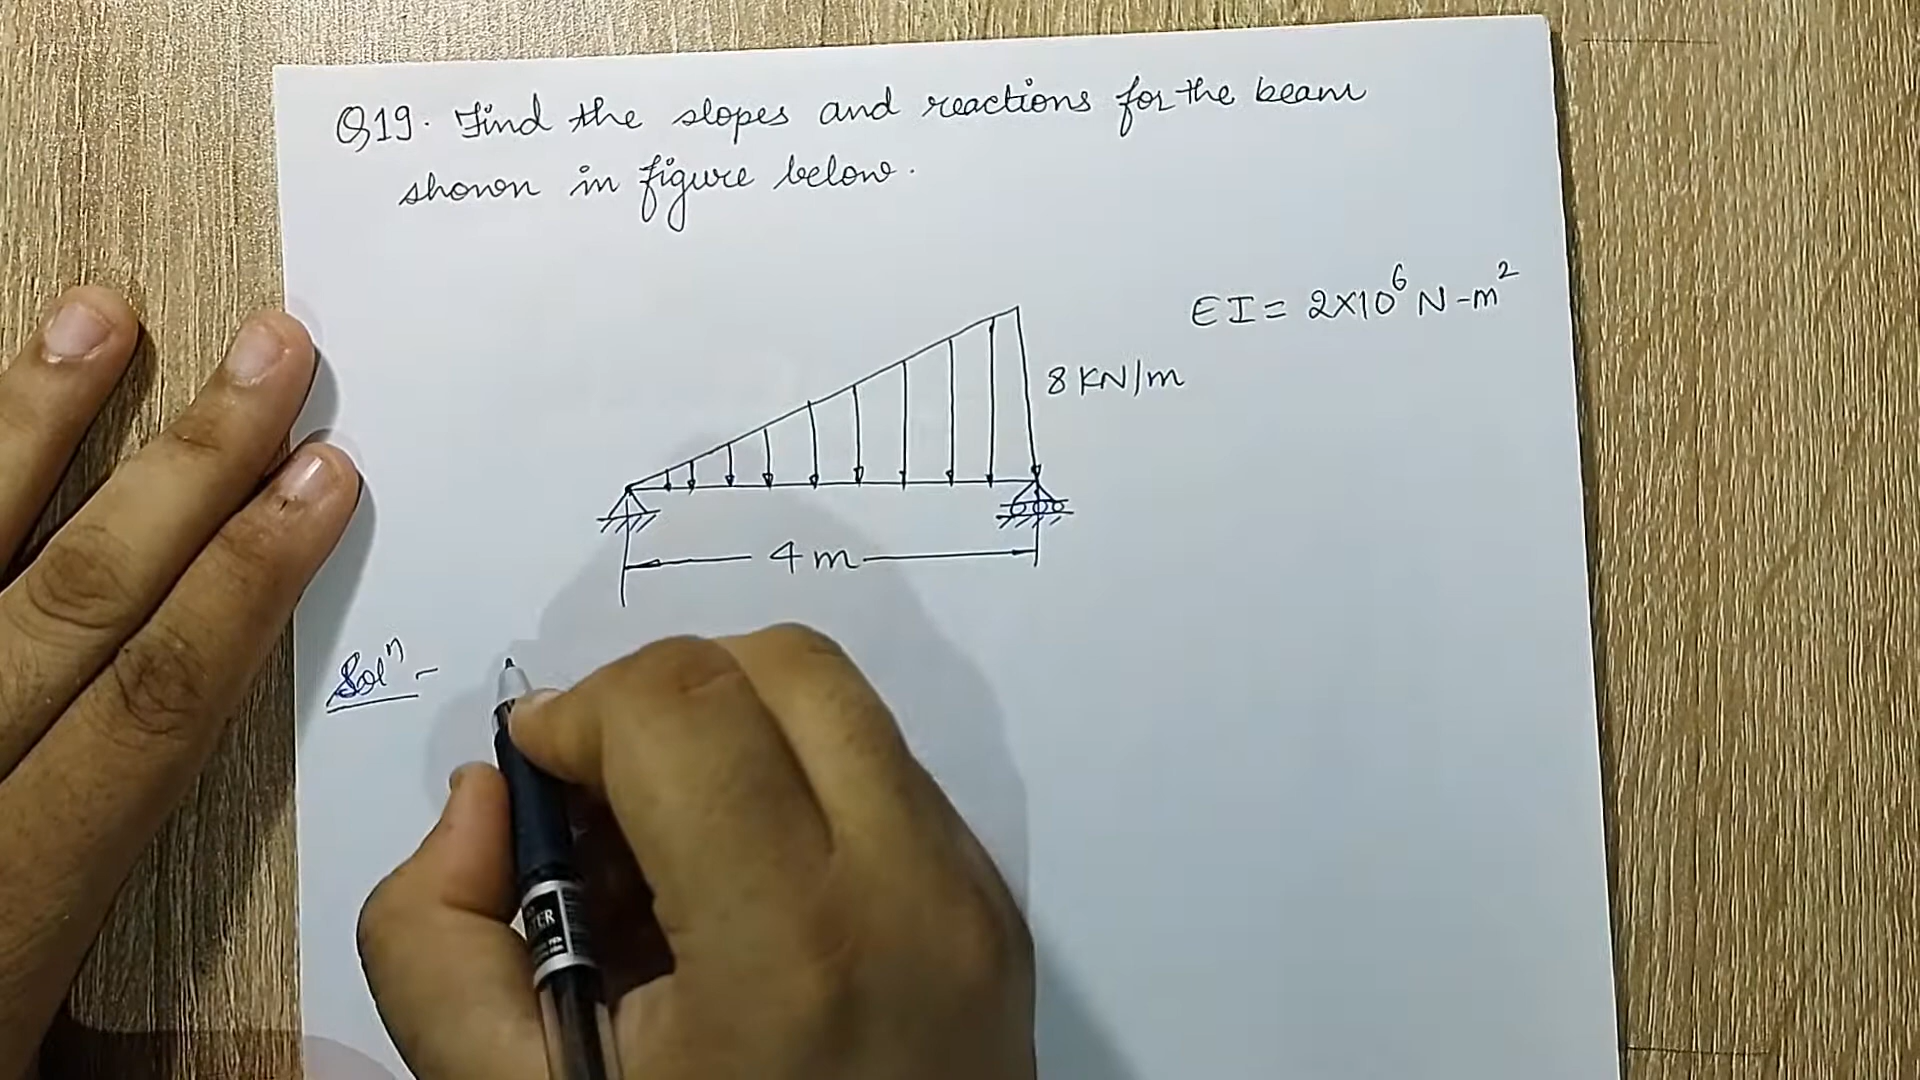 Q19. Find the slopes and reactions for the beam
shown in figure below.
EI = 2×10⁶ N-m²
8 KN/m
4 m
Solⁿ -
TER